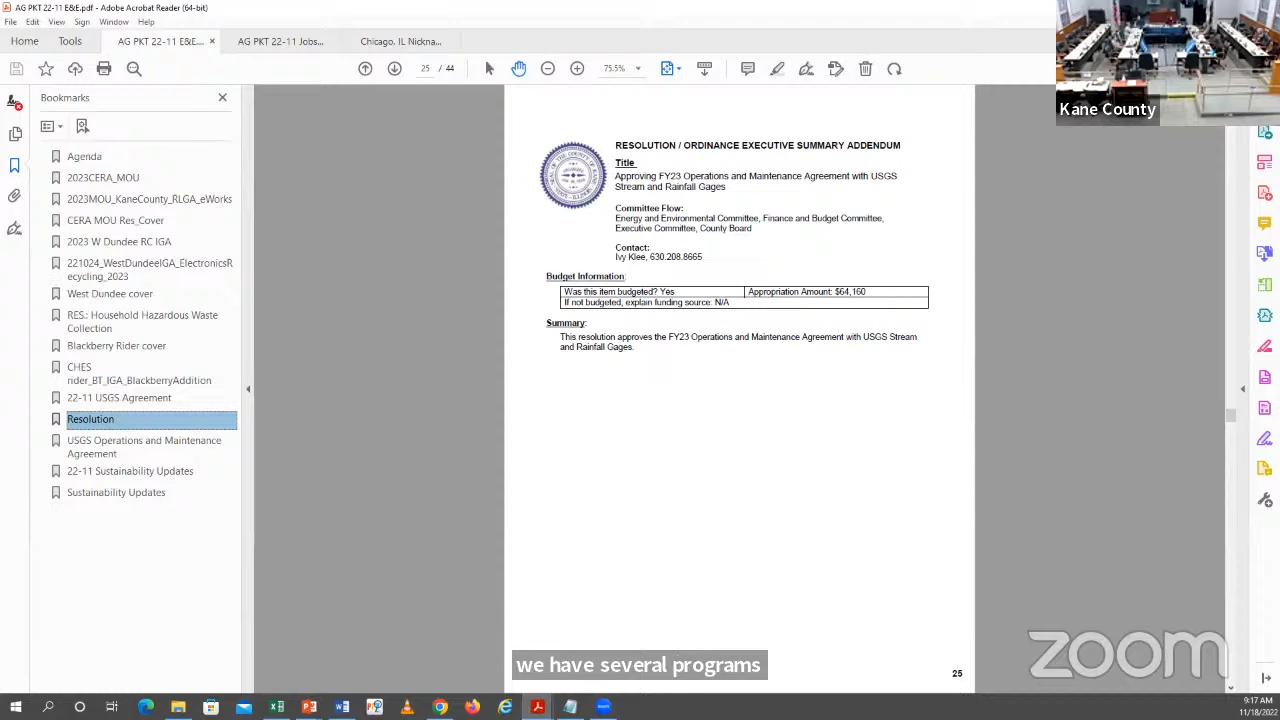 AG PKT 22-11 E&E.pdf - Adobe Acrobat Reader (64-bit)
File Edit View Sign Window Help
Home Tools AG PKT 22-11 E&E... × AG PKT 22-11 Jobs... Chicago, IL Nickna...
25 / 44 75.5%
Bookmarks
Agenda
2023CERA_MOU
2023MOU_KaneCounty_RLGA_eWorks
CERA MOU Res_Cover
2023 W Dundee RC IGA
221024_WestDundeeIGA_ElectronicsR
ecycling_2023
West Dundee cover
RES: Household Hazardous Waste
Collection
Blackberry Rider cover
CHES
rider_BT_IGA_BlackberryAddition
22-11 USGS Agreement
Resolution
USGS Operations and Maintenance
Agreement
22-11 Sustainability Updates
Sustainability Updates
RESOLUTION / ORDINANCE EXECUTIVE SUMMARY ADDENDUM
Title
Approving FY23 Operations and Maintenance Agreement with USGS
Stream and Rainfall Gages
Committee Flow:
Energy and Environmental Committee, Finance and Budget Committee,
Executive Committee, County Board
Contact:
Ivy Klee, 630.208.8665
Budget Information:
Was this item budgeted? Yes Appropriation Amount: $64,160
If not budgeted, explain funding source: N/A
Summary:
This resolution approves the FY23 Operations and Maintenance Agreement with USGS Stream
and Rainfall Gages.
25
Kane County
we have several programs
zoom
9:17 AM
11/18/2022